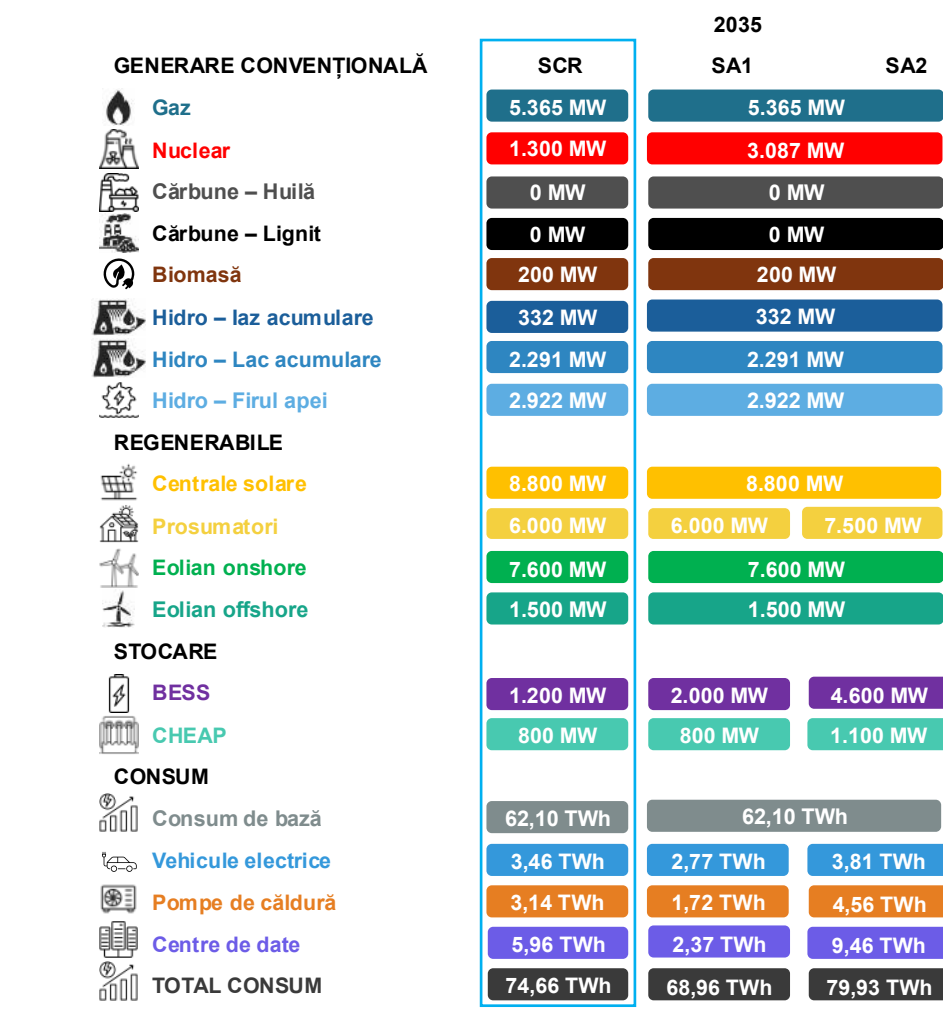 2035
GENERARE CONVENȚIONALĂ SCR SA1 SA2
Gaz 5.365 MW 5.365 MW
Nuclear 1.300 MW 3.087 MW
Cărbune – Huilă 0 MW 0 MW
Cărbune – Lignit 0 MW 0 MW
Biomasă 200 MW 200 MW
Hidro – Iaz acumulare 332 MW 332 MW
Hidro – Lac acumulare 2.291 MW 2.291 MW
Hidro – Firul apei 2.922 MW 2.922 MW
REGENERABILE
Centrale solare 8.800 MW 8.800 MW
Prosumatori 6.000 MW 6.000 MW 7.500 MW
Eolian onshore 7.600 MW 7.600 MW
Eolian offshore 1.500 MW 1.500 MW
STOCARE
BESS 1.200 MW 2.000 MW 4.600 MW
CHEAP 800 MW 800 MW 1.100 MW
CONSUM
Consum de bază 62,10 TWh 62,10 TWh
Vehicule electrice 3,46 TWh 2,77 TWh 3,81 TWh
Pompe de căldură 3,14 TWh 1,72 TWh 4,56 TWh
Centre de date 5,96 TWh 2,37 TWh 9,46 TWh
TOTAL CONSUM 74,66 TWh 68,96 TWh 79,93 TWh